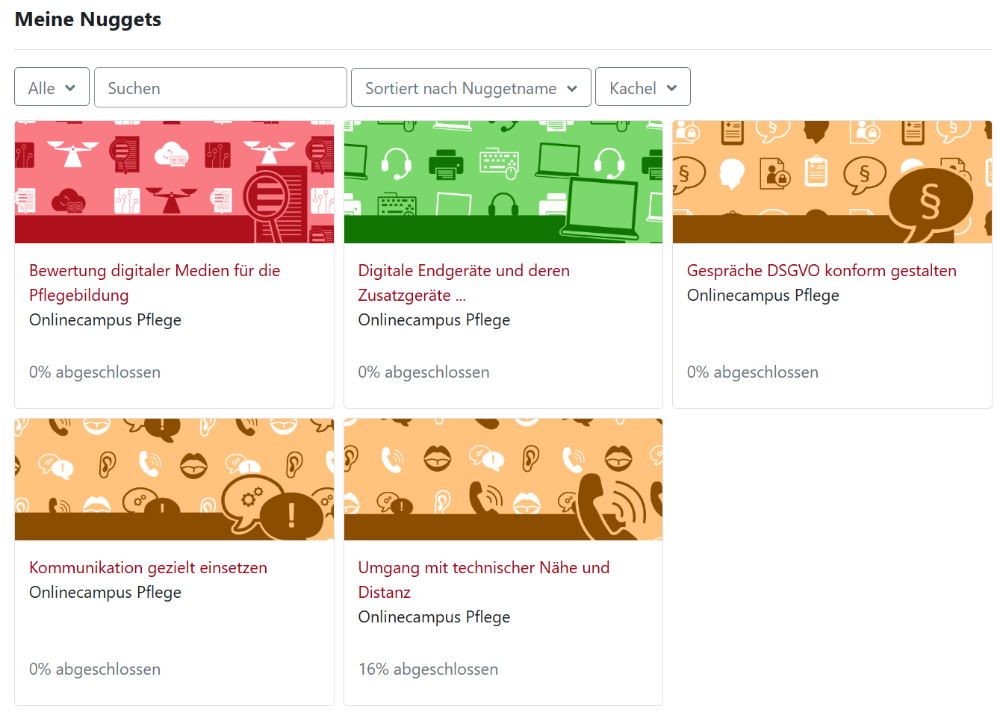 Meine Nuggets
Alle
Suchen
Sortiert nach Nuggetname
Kachel
§
§
§
Bewertung digitaler Medien für die
Pflegebildung
Onlinecampus Pflege
0% abgeschlossen
Digitale Endgeräte und deren
Zusatzgeräte ...
Onlinecampus Pflege
0% abgeschlossen
Gespräche DSGVO konform gestalten
Onlinecampus Pflege
0% abgeschlossen
Kommunikation gezielt einsetzen
Onlinecampus Pflege
0% abgeschlossen
Umgang mit technischer Nähe und
Distanz
Onlinecampus Pflege
16% abgeschlossen